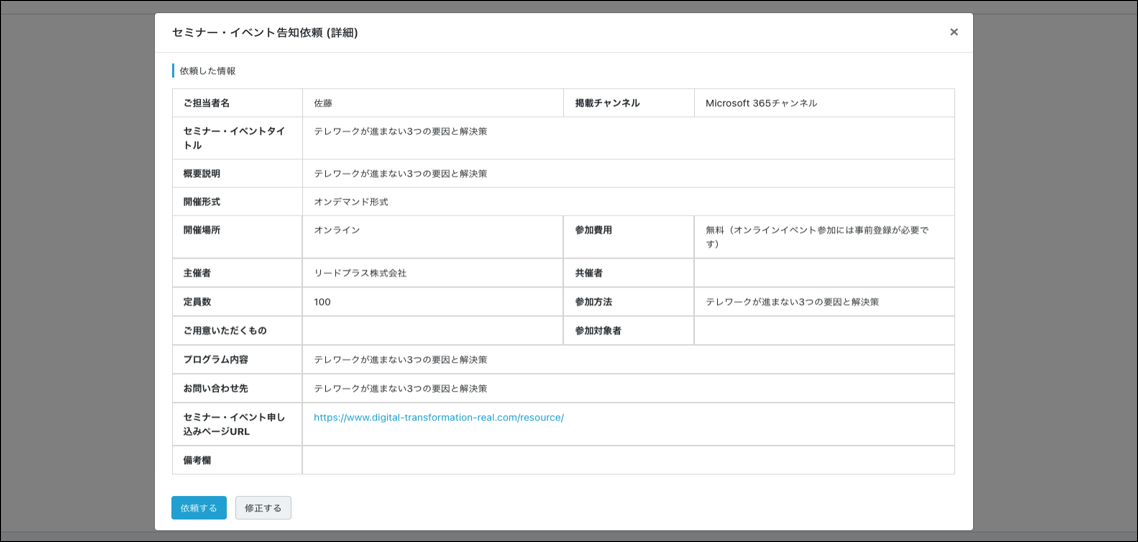 セミナー・イベント告知依頼 (詳細)
×
依頼した情報
ご担当者名 佐藤 掲載チャンネル Microsoft 365チャンネル
セミナー・イベントタイ
トル
テレワークが進まない3つの要因と解決策
概要説明 テレワークが進まない3つの要因と解決策
開催形式 オンデマンド形式
開催場所 オンライン 参加費用 無料（オンラインイベント参加には事前登録が必要で
す）
主催者 リードプラス株式会社 共催者
定員数 100 参加方法 テレワークが進まない3つの要因と解決策
ご用意いただくもの 参加対象者
プログラム内容 テレワークが進まない3つの要因と解決策
お問い合わせ先 テレワークが進まない3つの要因と解決策
セミナー・イベント申し
込みページURL
https://www.digital-transformation-real.com/resource/
備考欄
依頼する 修正する